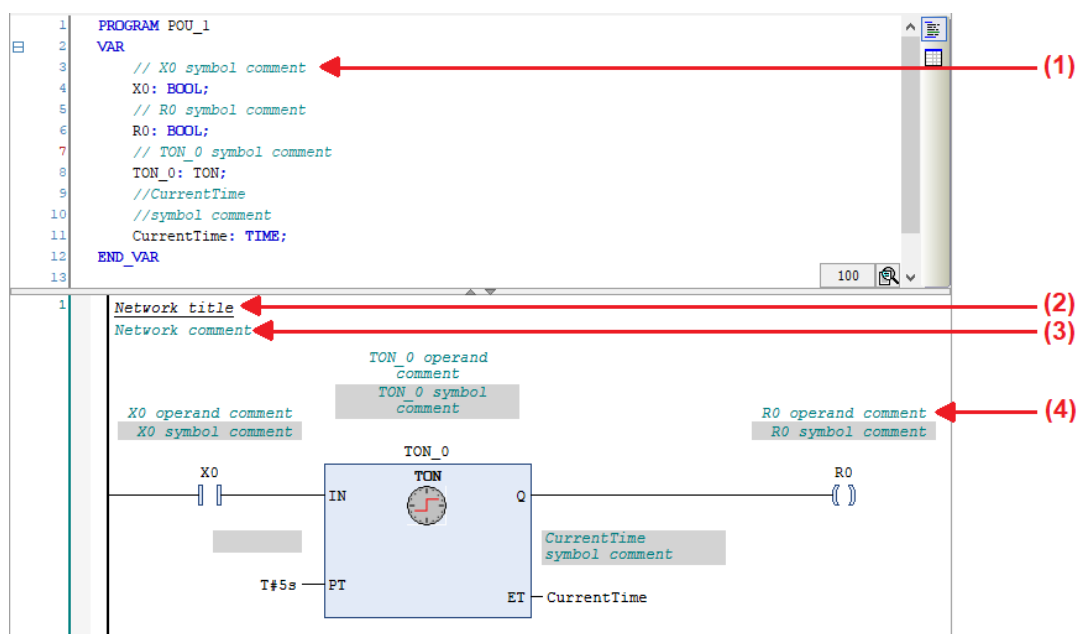 1 PROGRAM POU_1
2 VAR
3 // X0 symbol comment (1)
4 X0: BOOL;
5 // R0 symbol comment
6 R0: BOOL;
7 // TON_0 symbol comment
8 TON_0: TON;
9 //CurrentTime
10 //symbol comment
11 CurrentTime: TIME;
12 END_VAR
13
100
1 Network title (2)
Network comment (3)
TON_0 operand
comment
TON_0 symbol
comment
X0 operand comment
X0 symbol comment
R0 operand comment (4)
R0 symbol comment
TON_0
X0
TON
R0
IN
Q
CurrentTime
symbol comment
T#5s
PT
ET
CurrentTime